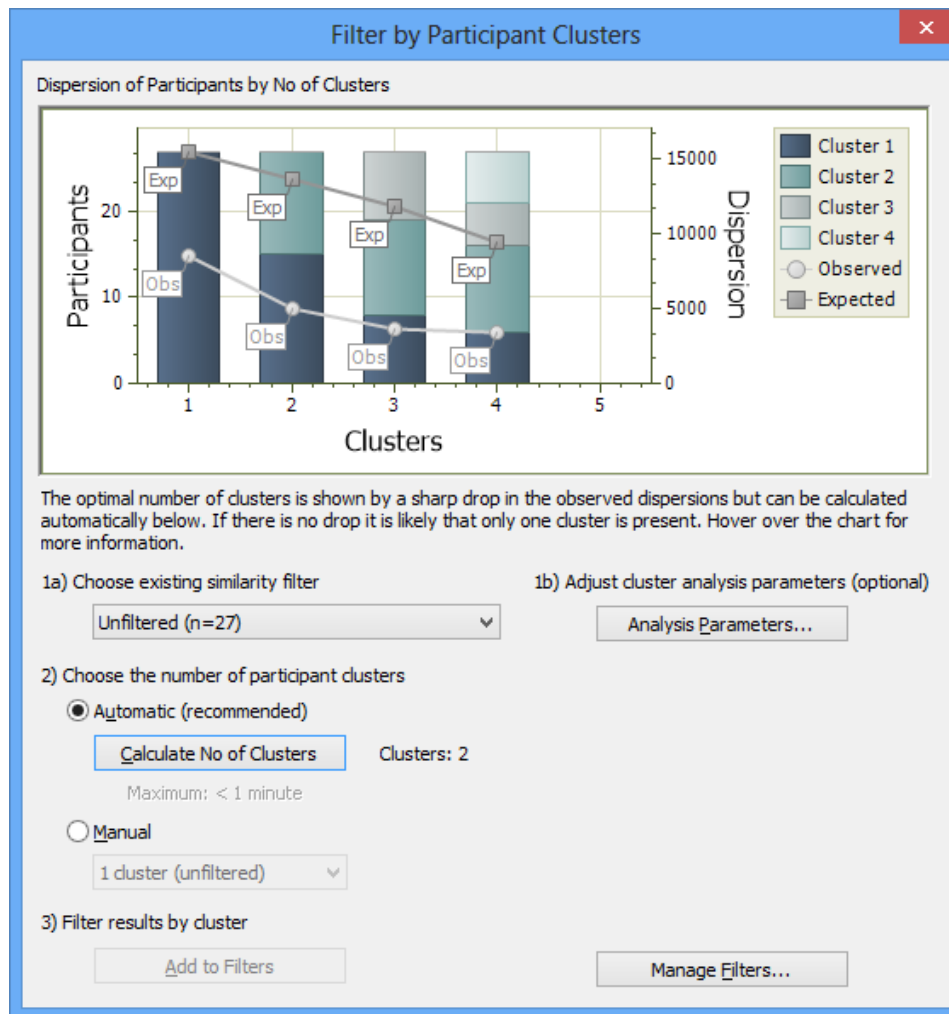 Filter by Participant Clusters
Dispersion of Participants by No of Clusters
Participants
20
10
0
Exp
Exp
Exp
Exp
Obs
Obs
Obs
Obs
1 2 3 4 5
Clusters
15000
10000
5000
0
Dispersion
Cluster 1
Cluster 2
Cluster 3
Cluster 4
Observed
Expected
The optimal number of clusters is shown by a sharp drop in the observed dispersions but can be calculated
automatically below. If there is no drop it is likely that only one cluster is present. Hover over the chart for
more information.
1a) Choose existing similarity filter
Unfiltered (n=27)
1b) Adjust cluster analysis parameters (optional)
Analysis Parameters...
2) Choose the number of participant clusters
Automatic (recommended)
Calculate No of Clusters Clusters: 2
Maximum: < 1 minute
Manual
1 cluster (unfiltered)
3) Filter results by cluster
Add to Filters
Manage Filters...